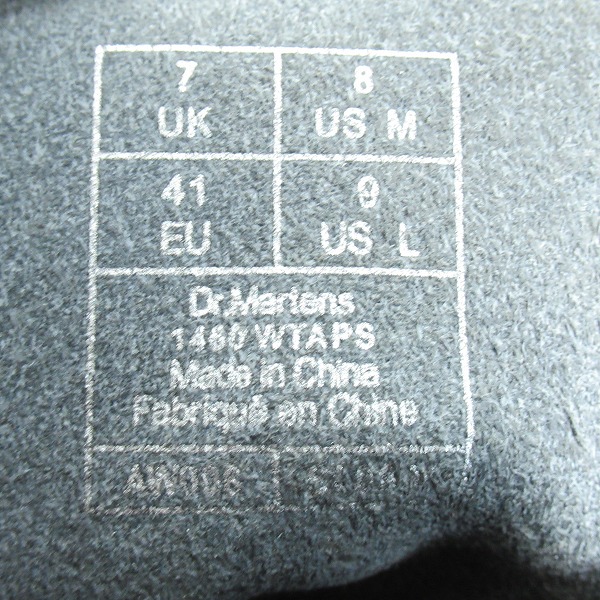 7
UK
8
US M
41
EU
9
US L
Dr.Martens
1460 WTAPS
Made in China
Fabriqué en Chine